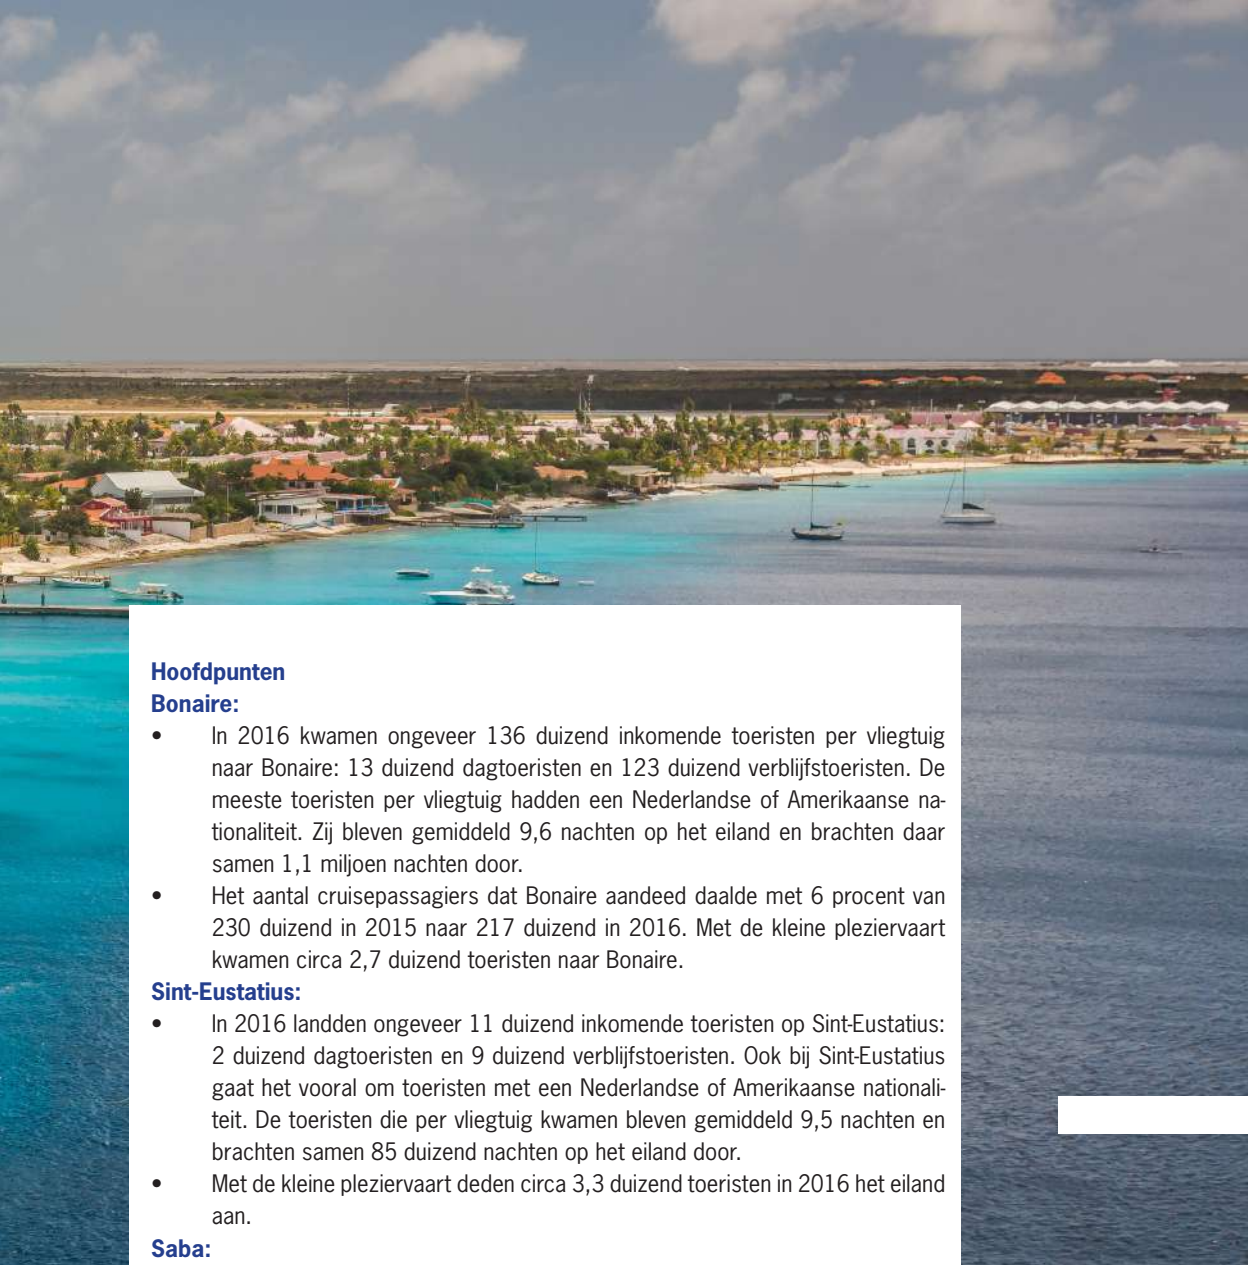 Hoofdpunten
Bonaire:
• In 2016 kwamen ongeveer 136 duizend inkomende toeristen per vliegtuig
naar Bonaire: 13 duizend dagtoeristen en 123 duizend verblijfstoeristen. De
meeste toeristen per vliegtuig hadden een Nederlandse of Amerikaanse na-
tionaliteit. Zij bleven gemiddeld 9,6 nachten op het eiland en brachten daar
samen 1,1 miljoen nachten door.
• Het aantal cruisepassagiers dat Bonaire aandeed daalde met 6 procent van
230 duizend in 2015 naar 217 duizend in 2016. Met de kleine pleziervaart
kwamen circa 2,7 duizend toeristen naar Bonaire.
Sint-Eustatius:
• In 2016 landden ongeveer 11 duizend inkomende toeristen op Sint-Eustatius:
2 duizend dagtoeristen en 9 duizend verblijfstoeristen. Ook bij Sint-Eustatius
gaat het vooral om toeristen met een Nederlandse of Amerikaanse nationali-
teit. De toeristen die per vliegtuig kwamen bleven gemiddeld 9,5 nachten en
brachten samen 85 duizend nachten op het eiland door.
• Met de kleine pleziervaart deden circa 3,3 duizend toeristen in 2016 het eiland
aan.
Saba: